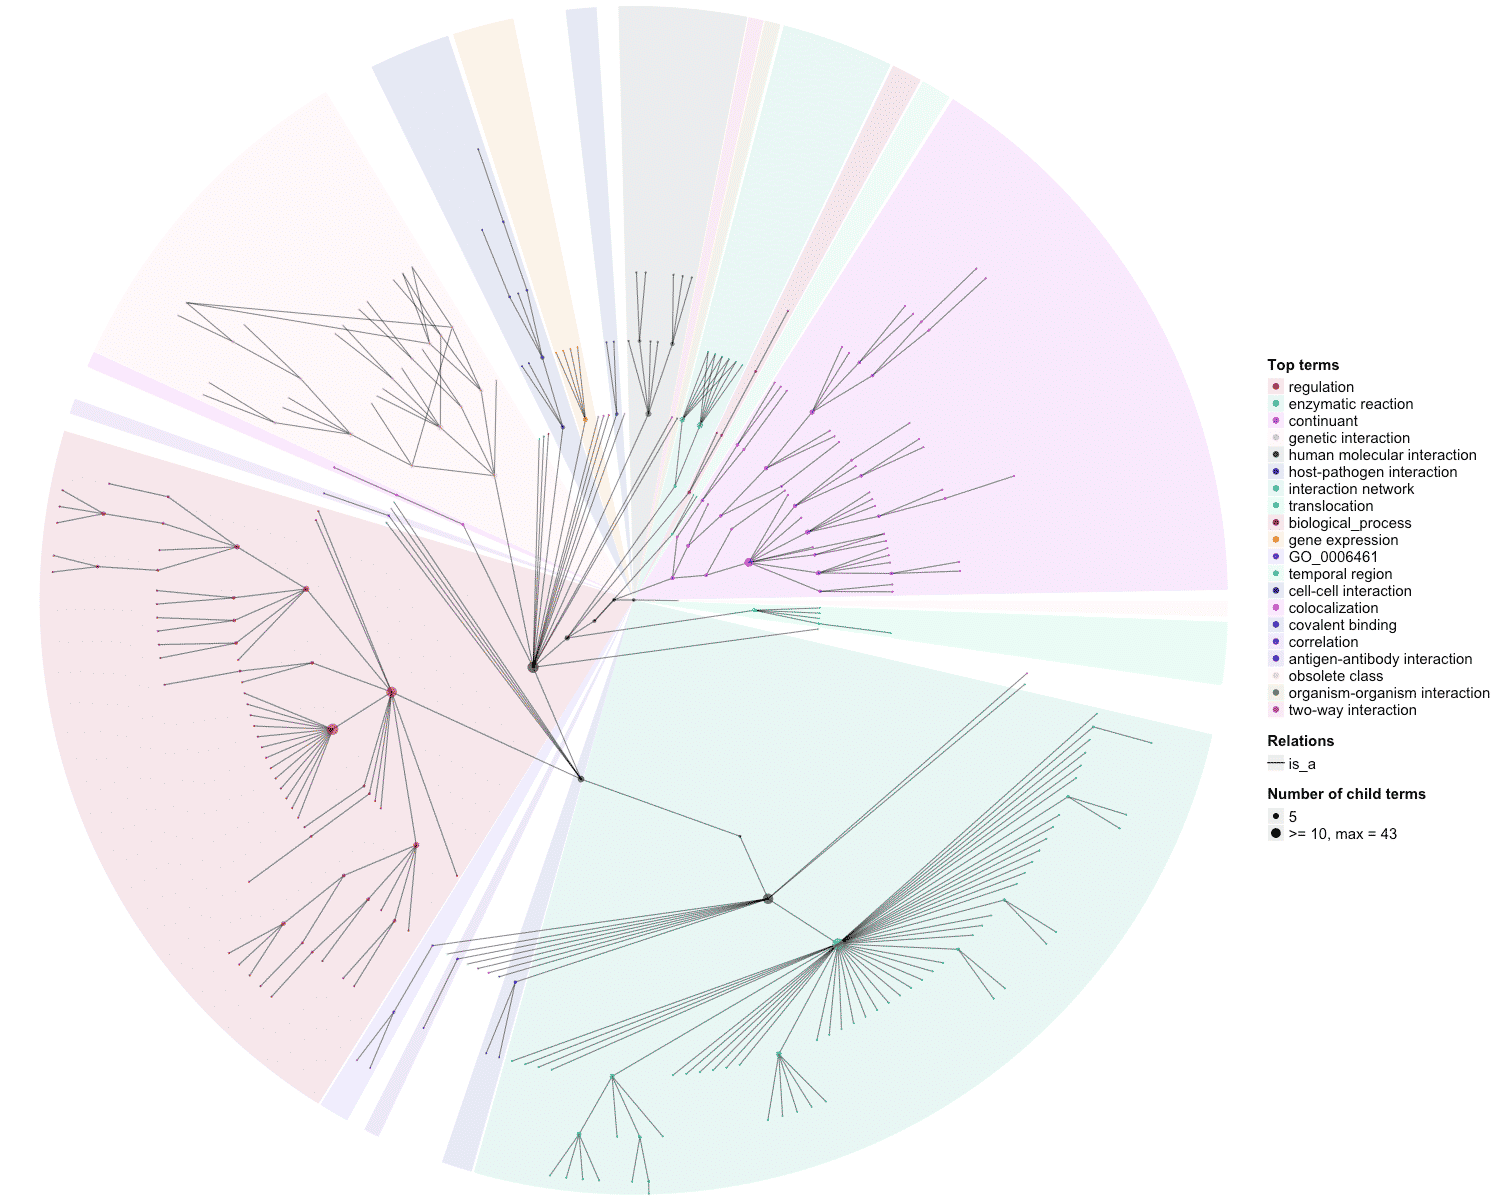 Top terms
regulation
enzymatic reaction
continuant
genetic interaction
human molecular interaction
host-pathogen interaction
interaction network
translocation
biological_process
gene expression
GO_0006461
temporal region
cell-cell interaction
colocalization
covalent binding
correlation
antigen-antibody interaction
obsolete class
organism-organism interaction
two-way interaction
Relations
is_a
Number of child terms
5
>= 10, max = 43